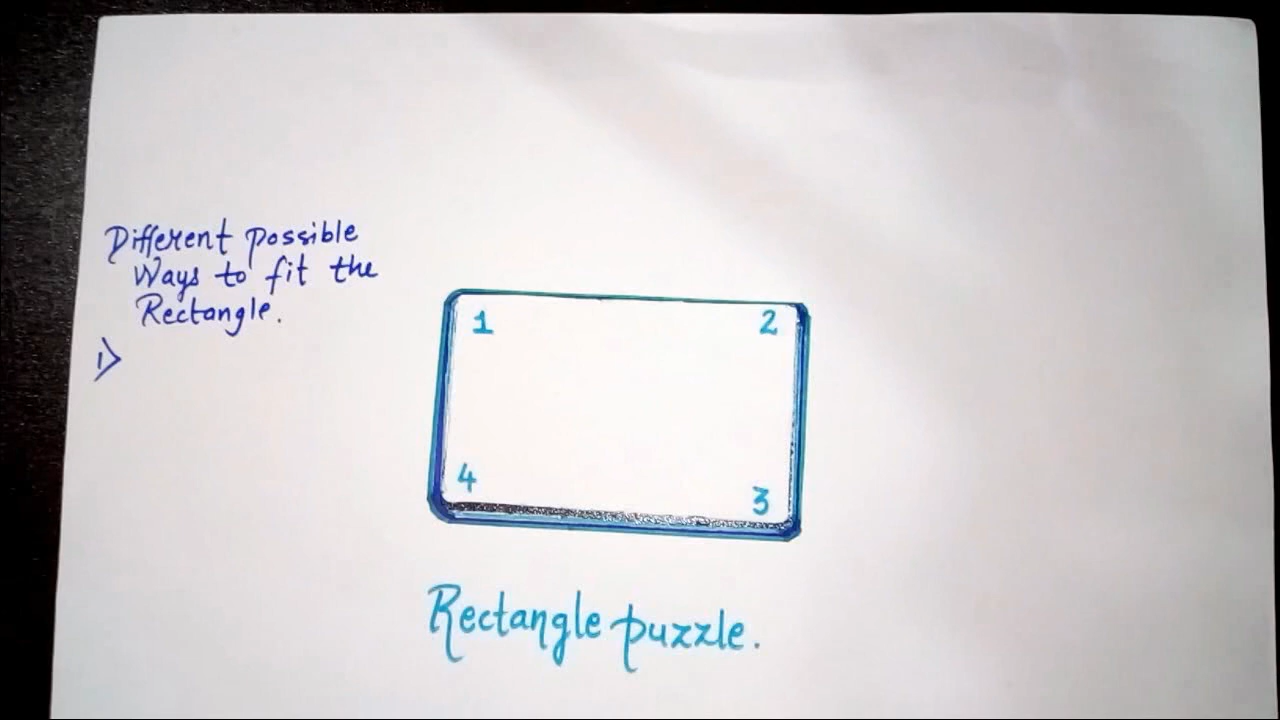 Different possible
Ways to fit the
Rectangle.
1>
1 2
4 3
Rectangle puzzle.